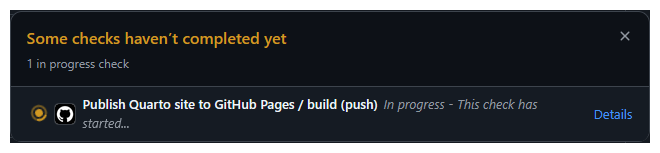 Some checks haven’t completed yet
1 in progress check
Publish Quarto site to GitHub Pages / build (push) In progress - This check has
started...
Details